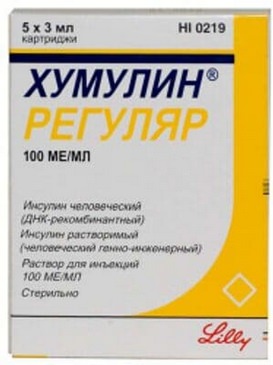 5 x 3 мл
картриджи
HI 0219
ХУМУЛИН®
РЕГУЛЯР
100 МЕ/МЛ
Инсулин человеческий
(ДНК-рекомбинантный)
Инсулин растворимый
(человеческий генно-инженерный)
Раствор для инъекций
100 МЕ/МЛ
Стерильно
Lilly